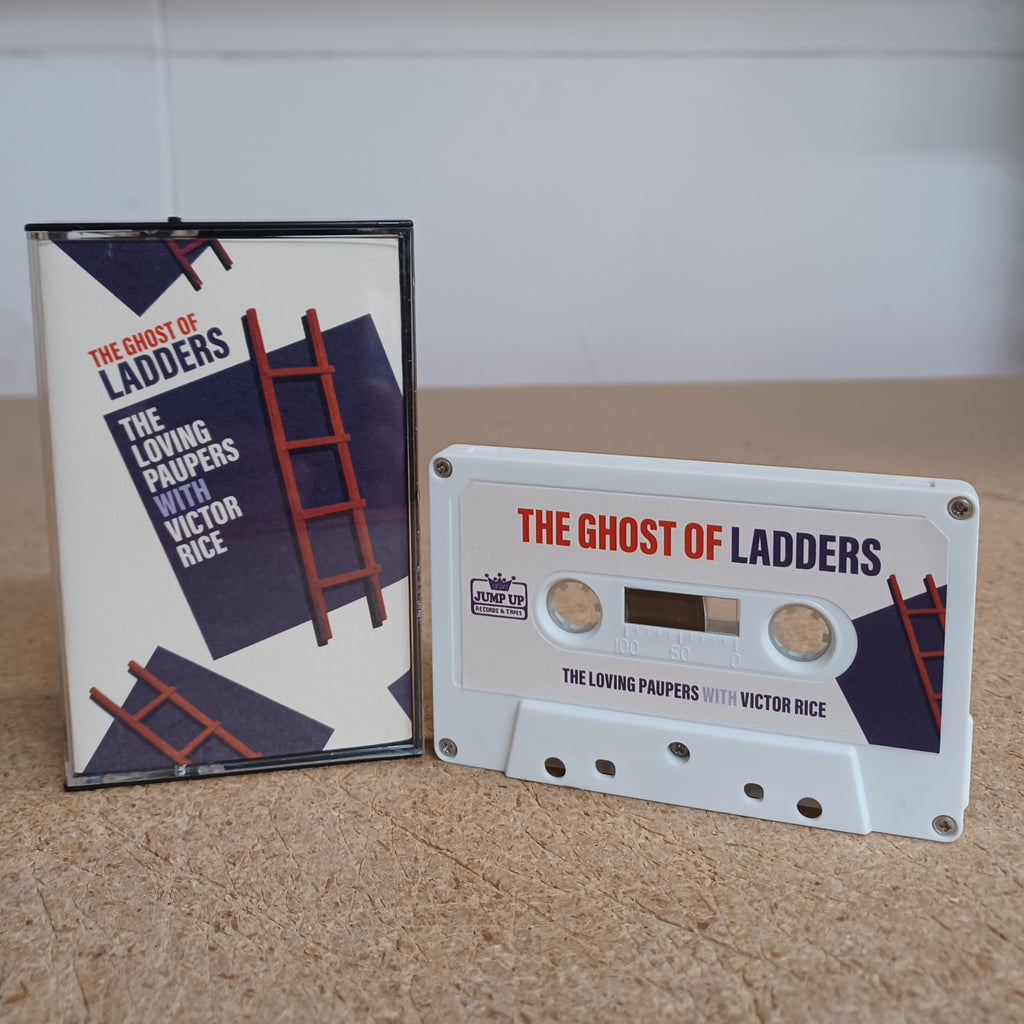 THE GHOST OF
LADDERS
THE
LOVING
PAUPERS
WITH
VICTOR
RICE
THE GHOST OF LADDERS
JUMP UP
RECORDS & TAPES
100 50 0
THE LOVING PAUPERS WITH VICTOR RICE